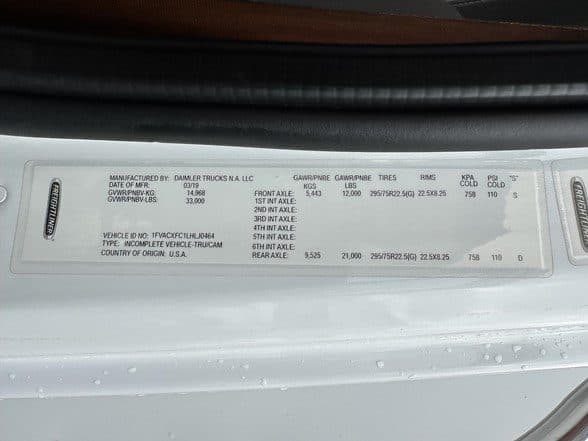 FREIGHTLINER
MANUFACTURED BY: DAIMLER TRUCKS N.A. LLC
DATE OF MFR: 03/19
GVWR/PNBV-KG: 14,968
GVWR/PNBV-LBS: 33,000
VEHICLE ID NO: 1FVACXFC1LHLJ0464
TYPE: INCOMPLETE VEHICLE-TRU/CAM
COUNTRY OF ORIGIN: U.S.A.
GAWR/PNBE KGS GAWR/PNBE LBS TIRES RIMS KPA COLD PSI COLD "S"
FRONT AXLE: 5,443 12,000 295/75R22.5(G) 22.5X8.25 758 110 S
1ST INT AXLE:
2ND INT AXLE:
3RD INT AXLE:
4TH INT AXLE:
5TH INT AXLE:
6TH INT AXLE:
REAR AXLE: 9,525 21,000 295/75R22.5(G) 22.5X8.25 758 110 D